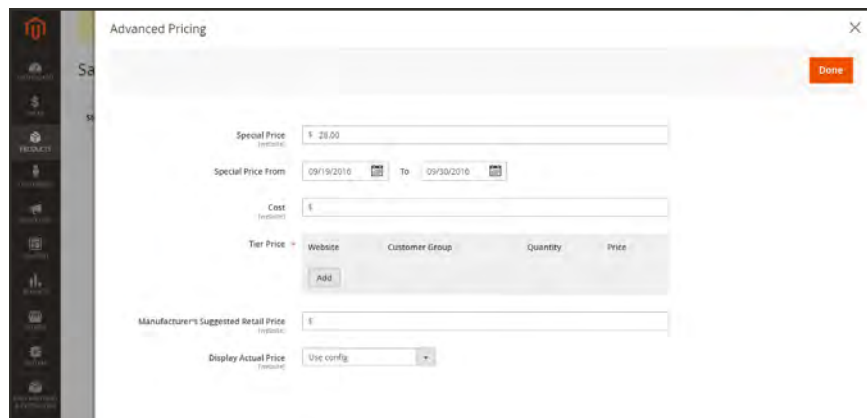 Advanced Pricing
Sa
Done
Special Price $ 28.00
[website]
Special Price From 09/19/2016 To 09/30/2016
Cost $
[website]
Tier Price * Website Customer Group Quantity Price
Add
Manufacturer's Suggested Retail Price $
[website]
Display Actual Price Use config
[website]
PRODUCTS